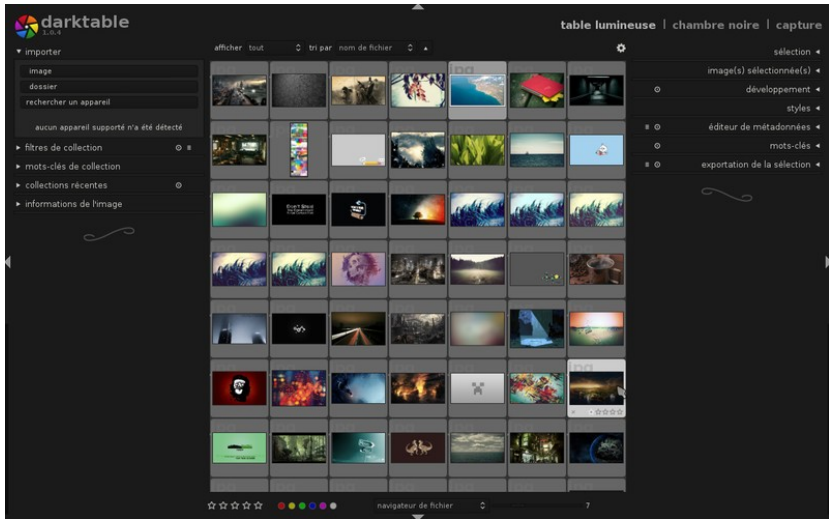 darktable
1.0.4
table lumineuse | chambre noire | capture
importer
image
dossier
rechercher un appareil
aucun appareil supporté n'a été détecté
filtres de collection
mots-clés de collection
collections récentes
informations de l'image
afficher tout
tri par nom de fichier
sélection
image(s) sélectionnée(s)
développement
styles
éditeur de métadonnées
mots-clés
exportation de la sélection
navigateur de fichier
7